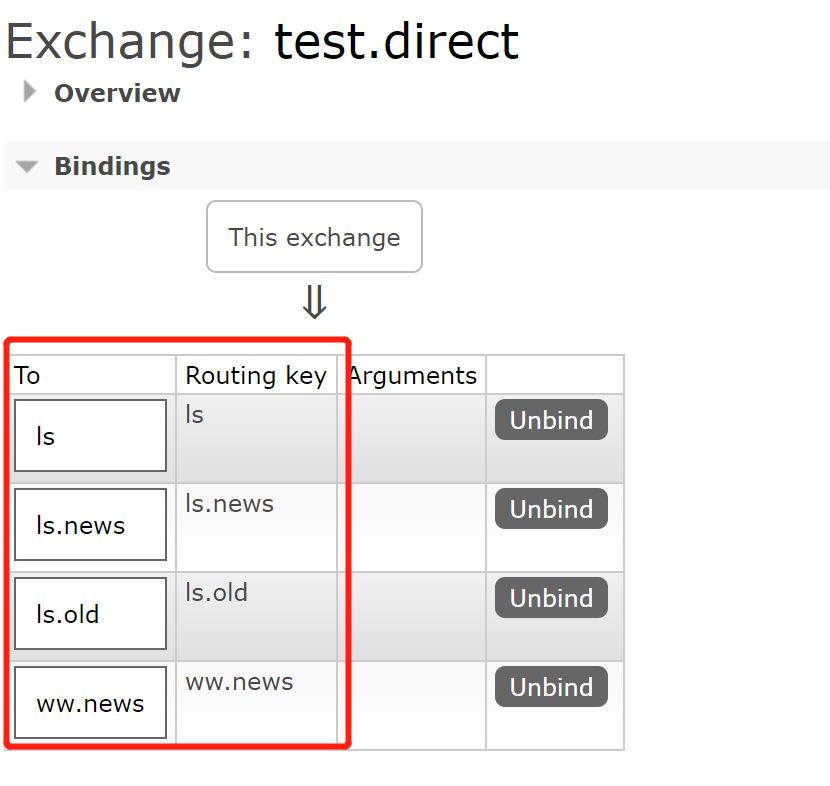 Exchange: test.direct
Overview
Bindings
This exchange
⇓
To Routing key Arguments
ls ls Unbind
ls.news ls.news Unbind
ls.old ls.old Unbind
ww.news ww.news Unbind